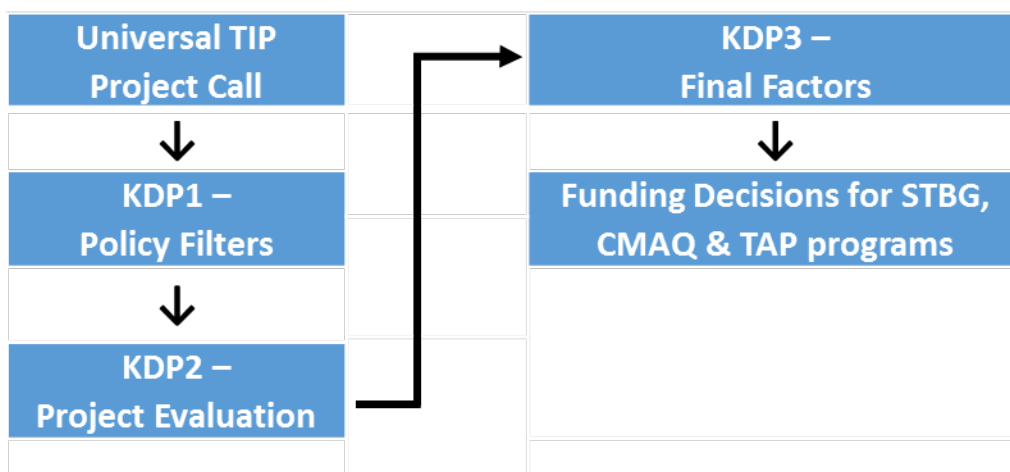 Universal TIP
Project Call
KDP1 –
Policy Filters
KDP2 –
Project Evaluation
KDP3 –
Final Factors
Funding Decisions for STBG,
CMAQ & TAP programs